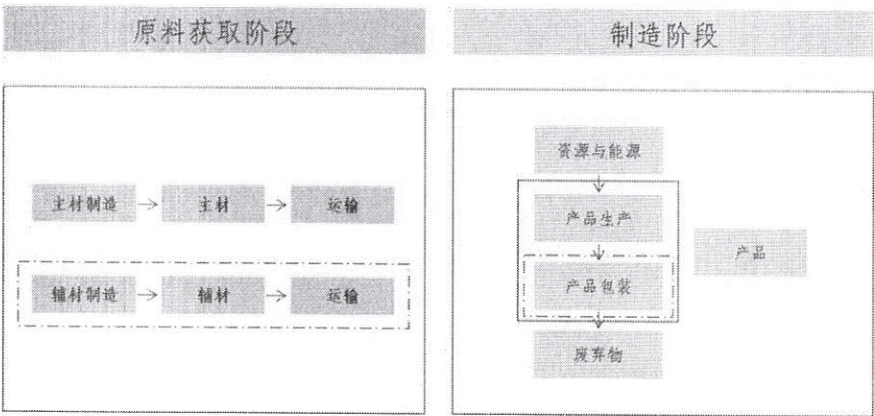 原料获取阶段
制造阶段
主材制造
主材
运输
辅材制造
辅材
运输
资源与能源
产品生产
产品包装
废弃物
产品